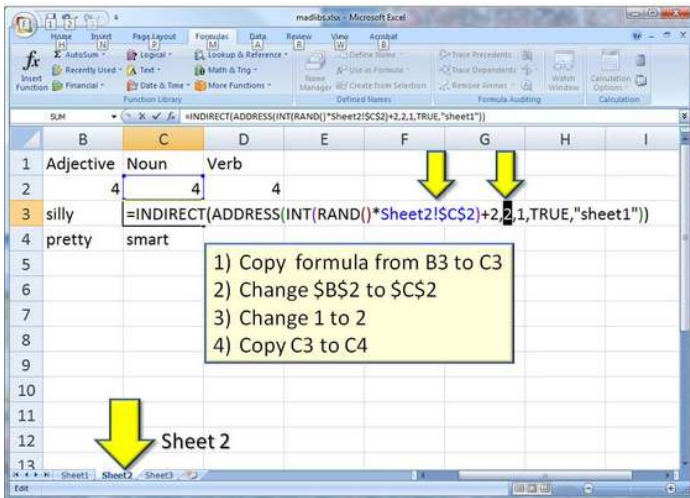 madlibs.xlsx - Microsoft Excel
Home Insert Page Layout Formulas Data Review View Acrobat
H N P M A R W B
fx Σ AutoSum Logical Lookup & Reference Define Name Trace Precedents
Insert Function Recently Used Text Math & Trig Name Manager Use in Formula Trace Dependents Watch Window Calculation Options
Financial Date & Time More Functions Create from Selection Remove Arrows
Function Library Defined Names Formula Auditing Calculation
SUM fx =INDIRECT(ADDRESS(INT(RAND()*Sheet2!$C$2)+2,2,1,TRUE,"sheet1"))
B C D E F G H I
1 Adjective Noun Verb
2 4 4 4
3 silly =INDIRECT(ADDRESS(INT(RAND()*Sheet2!$C$2)+2,2,1,TRUE,"sheet1"))
4 pretty smart
5
1) Copy formula from B3 to C3
6
2) Change $B$2 to $C$2
7
3) Change 1 to 2
8
4) Copy C3 to C4
9
10
11
12 Sheet 2
13
Sheet1 Sheet2 Sheet3
Edit